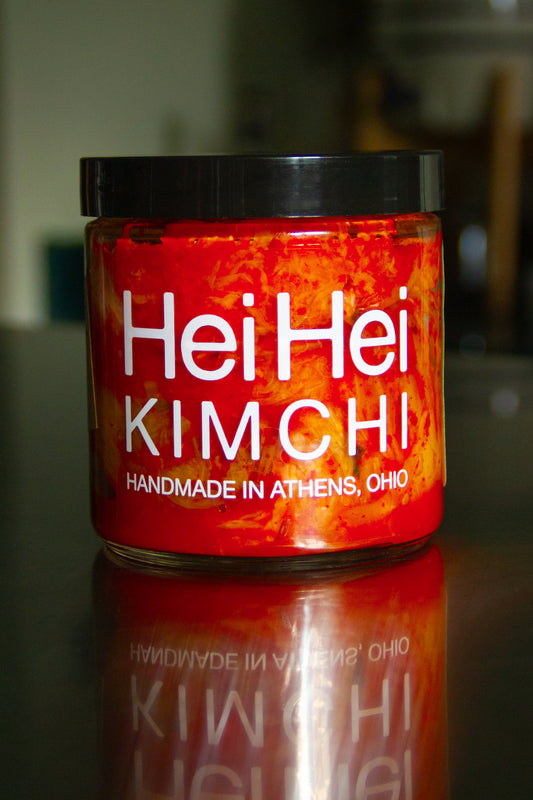 Hei Hei
KIMCHI
HANDMADE IN ATHENS, OHIO